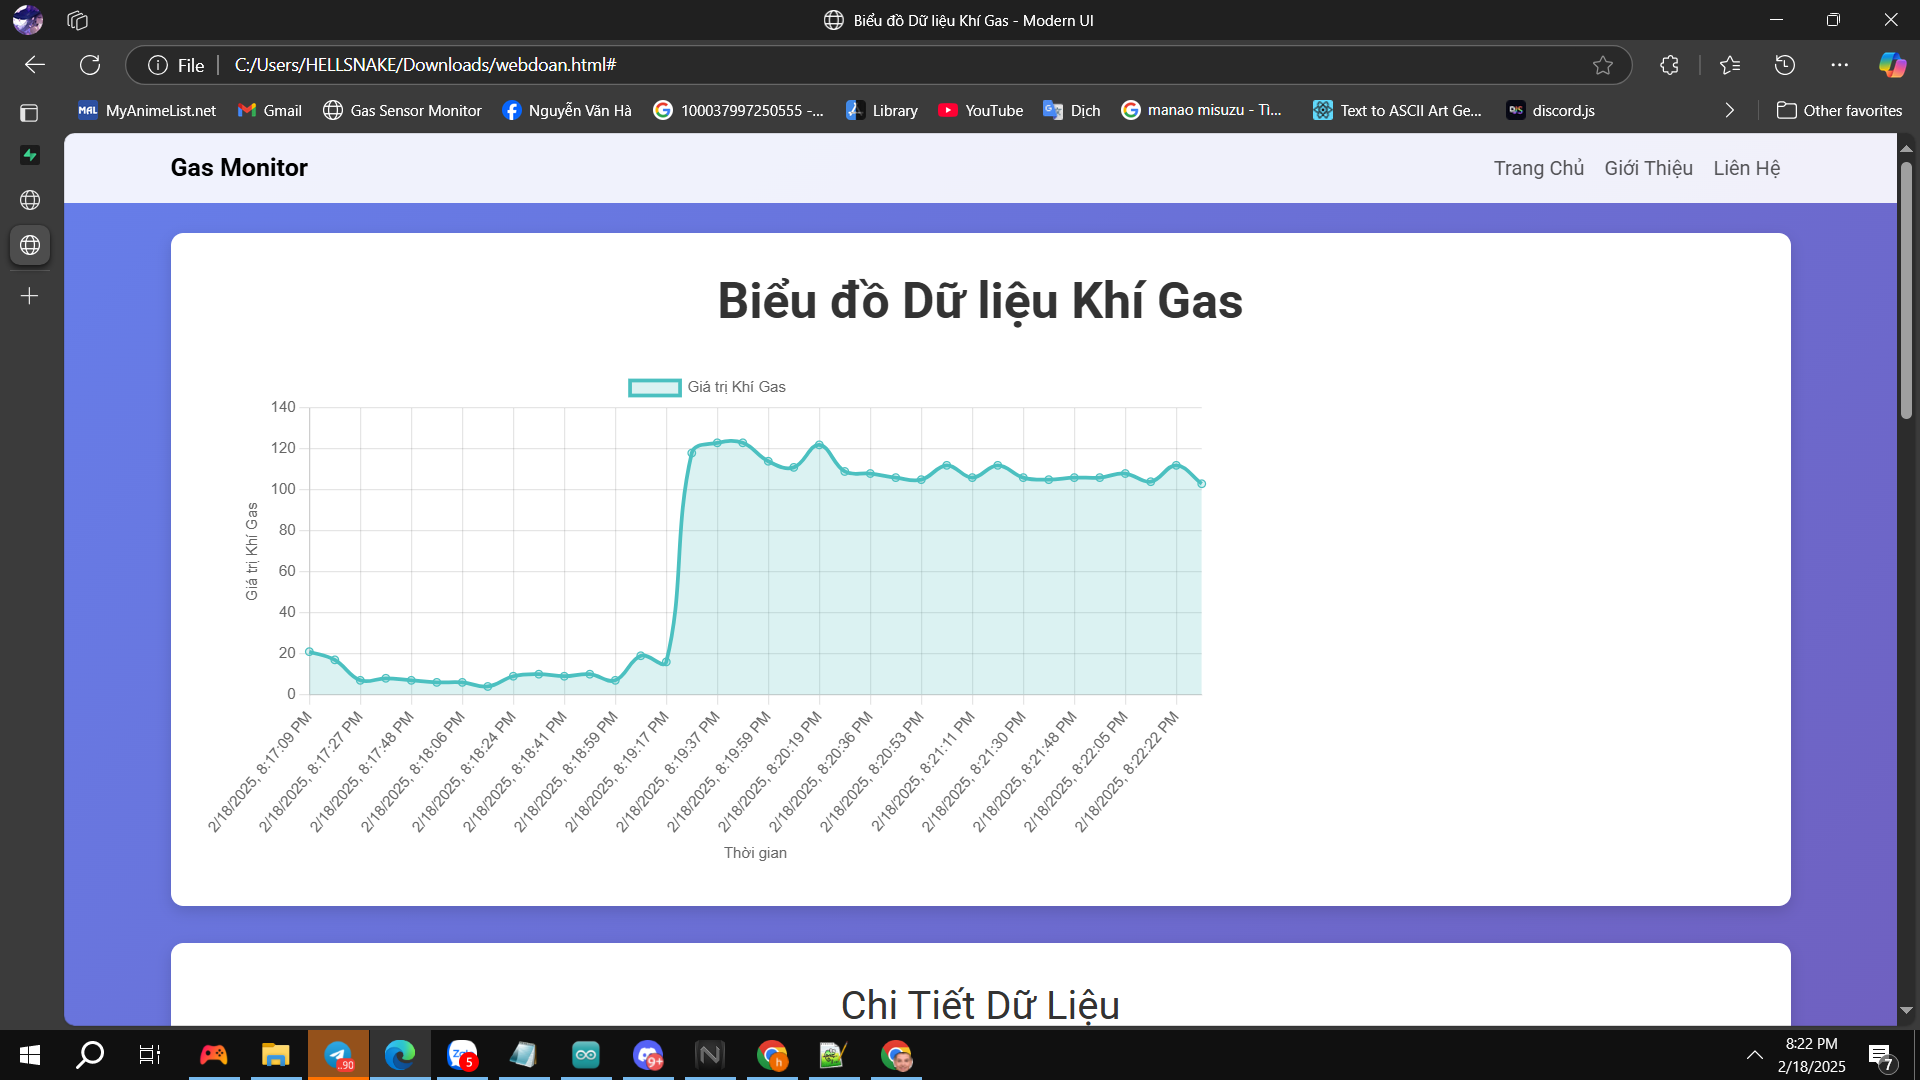 Biểu đồ Dữ liệu Khí Gas - Modern UI
File
C:/Users/HELLSNAKE/Downloads/webdoan.html#
MyAnimeList.net
Gmail
Gas Sensor Monitor
Nguyễn Văn Hà
100037997250555 -...
Library
YouTube
Dịch
manao misuzu - Tì...
Text to ASCII Art Ge...
discord.js
Other favorites
Gas Monitor
Trang Chủ
Giới Thiệu
Liên Hệ
Biểu đồ Dữ liệu Khí Gas
Giá trị Khí Gas
140
120
100
80
60
40
20
0
Giá trị Khí Gas
2/18/2025, 8:17:09 PM
2/18/2025, 8:17:27 PM
2/18/2025, 8:17:48 PM
2/18/2025, 8:18:06 PM
2/18/2025, 8:18:24 PM
2/18/2025, 8:18:41 PM
2/18/2025, 8:18:59 PM
2/18/2025, 8:19:17 PM
2/18/2025, 8:19:37 PM
2/18/2025, 8:19:59 PM
2/18/2025, 8:20:19 PM
2/18/2025, 8:20:36 PM
2/18/2025, 8:20:53 PM
2/18/2025, 8:21:11 PM
2/18/2025, 8:21:30 PM
2/18/2025, 8:21:48 PM
2/18/2025, 8:22:05 PM
2/18/2025, 8:22:22 PM
Thời gian
Chi Tiết Dữ Liệu
..90
5
9+
h
8:22 PM
2/18/2025
7